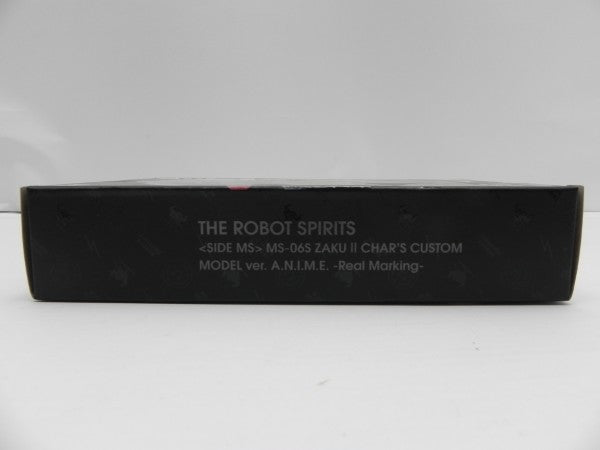 THE ROBOT SPIRITS
<SIDE MS> MS-06S ZAKU II CHAR'S CUSTOM
MODEL ver. A.N.I.M.E. -Real Marking-